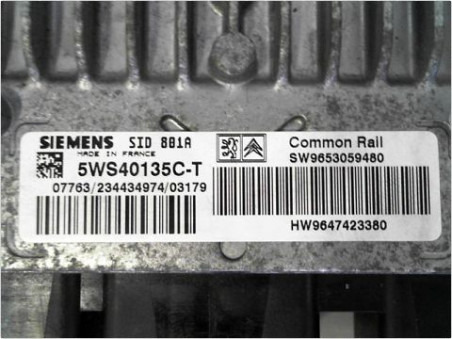 SIEMENS SID 801A
MADE IN FRANCE
5WS40135C-T
07763/234434974/03179
Common Rail
SW9653059480
HW9647423380